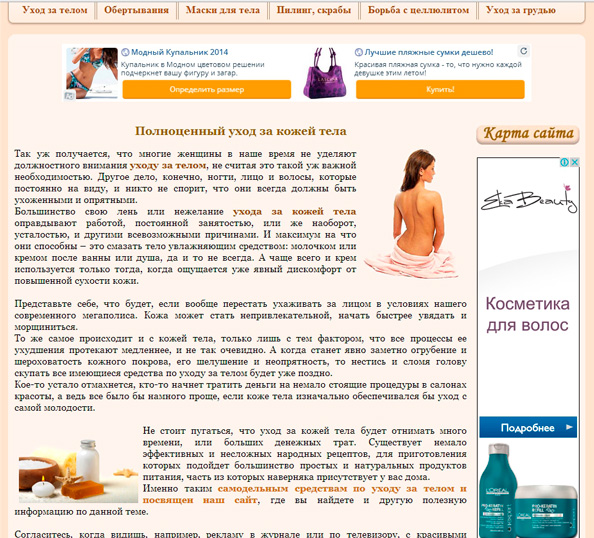 Уход за телом Обертывания Маски для тела Пилинг, скрабы Борьба с целлюлитом Уход за грудью
Модный Купальник 2014
Купальник в Модном цветовом решении
подчеркнет вашу фигуру и загар.
Определить размер
Лучшие пляжные сумки дешево!
Красивая пляжная сумка - то, что нужно каждой
девушке этим летом!
Купить!
Полноценный уход за кожей тела
Так уж получается, что многие женщины в наше время не уделяют
должностного внимания уходу за телом, не считая это такой уж важной
необходимостью. Другое дело, конечно, ногти, лицо и волосы, которые
постоянно на виду, и никто не спорит, что они всегда должны быть
ухоженными и опрятными.
Большинство свою лень или нежелание ухода за кожей тела
оправдывают работой, постоянной занятостью, или же наоборот,
усталостью, и другими всевозможными причинами. И максимум на что
они способны – это смазать тело увлажняющим средством: молочком или
кремом после ванны или душа, да и то не всегда. А чаще всего и крем
используется только тогда, когда ощущается уже явный дискомфорт от
повышенной сухости кожи.
Представьте себе, что будет, если вообще перестать ухаживать за лицом в условиях нашего
современного мегаполиса. Кожа может стать непривлекательной, начать быстрее увядать и
морщиниться.
То же самое происходит и с кожей тела, только лишь с тем фактором, что все процессы ее
ухудшения протекают медленнее, и не так очевидно. А когда станет явно заметно огрубение и
шероховатость кожного покрова, его шелушение и неопрятность, то нестись и сломя голову
скупать все имеющиеся средства по уходу за телом будет уже поздно.
Кое-то устало отмахнется, кто-то начнет тратить деньги на немало стоящие процедуры в салонах
красоты, а ведь все было бы намного проще, если коже тела изначально обеспечивался бы уход с
самой молодости.
Не стоит пугаться, что уход за кожей тела будет отнимать много
времени, или больших денежных трат. Существует немало
эффективных и несложных народных рецептов, для приготовления
которых подойдет большинство простых и натуральных продуктов
питания, часть из которых наверняка присутствует у вас дома.
Именно таким самодельным средствам по уходу за телом и
посвящен наш сайт, где вы найдете и другую полезную
информацию по данной теме.
Согласитесь, когда видишь, например, рекламу в журнале или по телевизору, с красивыми
Карта сайта
Eka Beauty
Косметика
для волос
Подробнее
L'OREAL
PRO-KERATIN
REFILL
L'OREAL
PRO-KERATIN